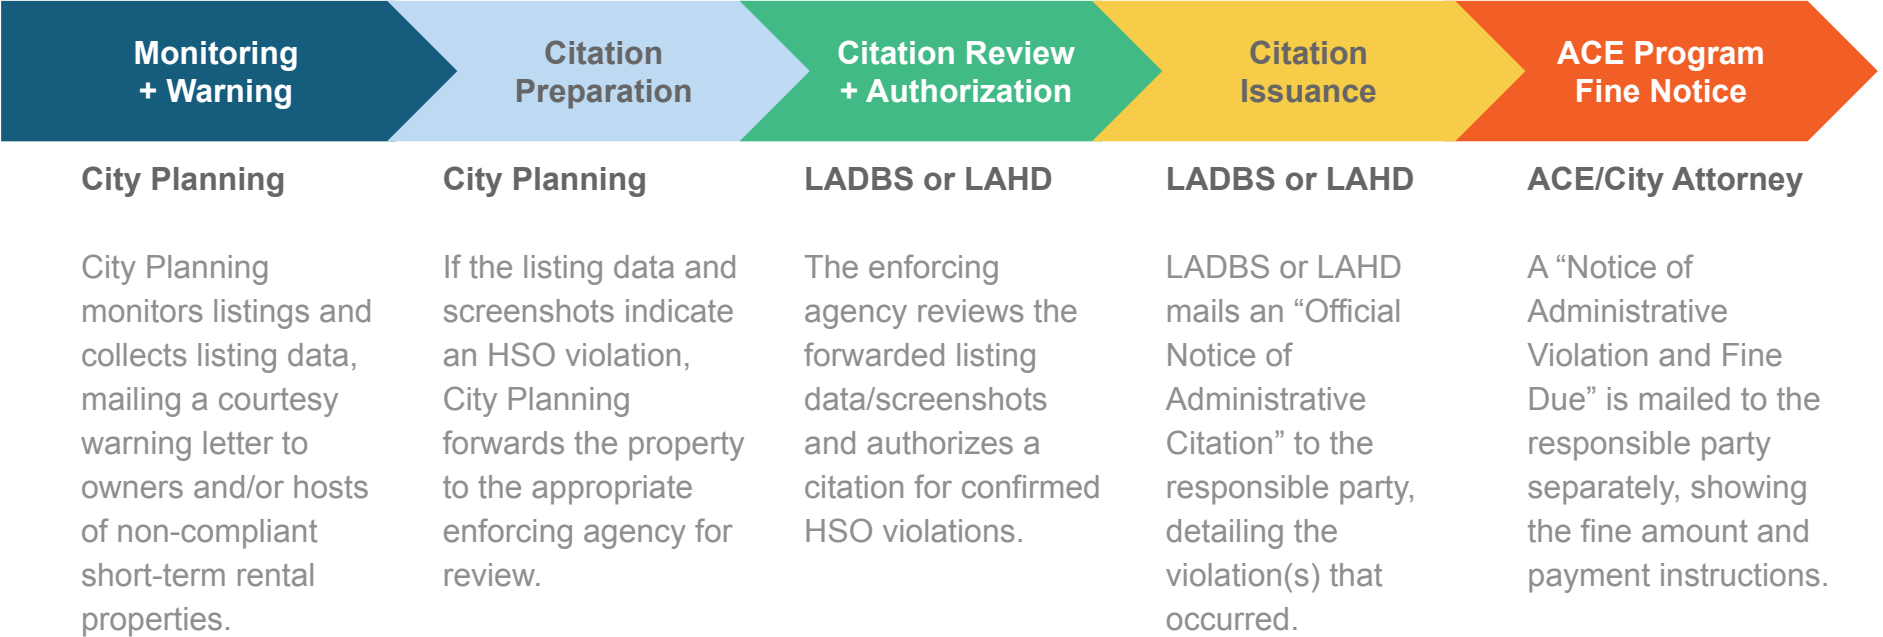 Monitoring
+ Warning
Citation
Preparation
Citation Review
+ Authorization
Citation
Issuance
ACE Program
Fine Notice
City Planning
City Planning
monitors listings and
collects listing data,
mailing a courtesy
warning letter to
owners and/or hosts
of non-compliant
short-term rental
properties.
City Planning
If the listing data and
screenshots indicate
an HSO violation,
City Planning
forwards the property
to the appropriate
enforcing agency for
review.
LADBS or LAHD
The enforcing
agency reviews the
forwarded listing
data/screenshots
and authorizes a
citation for confirmed
HSO violations.
LADBS or LAHD
LADBS or LAHD
mails an “Official
Notice of
Administrative
Citation” to the
responsible party,
detailing the
violation(s) that
occurred.
ACE/City Attorney
A “Notice of
Administrative
Violation and Fine
Due” is mailed to the
responsible party
separately, showing
the fine amount and
payment instructions.